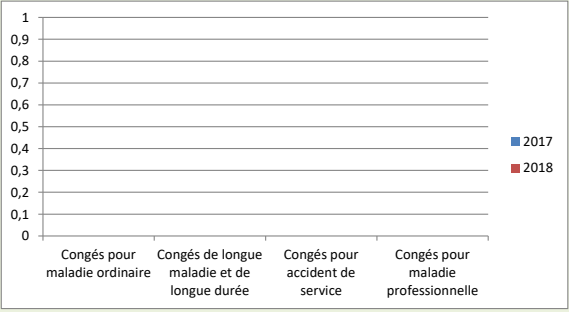 1
0,9
0,8
0,7
0,6
0,5
0,4
0,3
0,2
0,1
0
2017
2018
Congés pour
maladie ordinaire
Congés de longue
maladie et de
longue durée
Congés pour
accident de
service
Congés pour
maladie
professionnelle